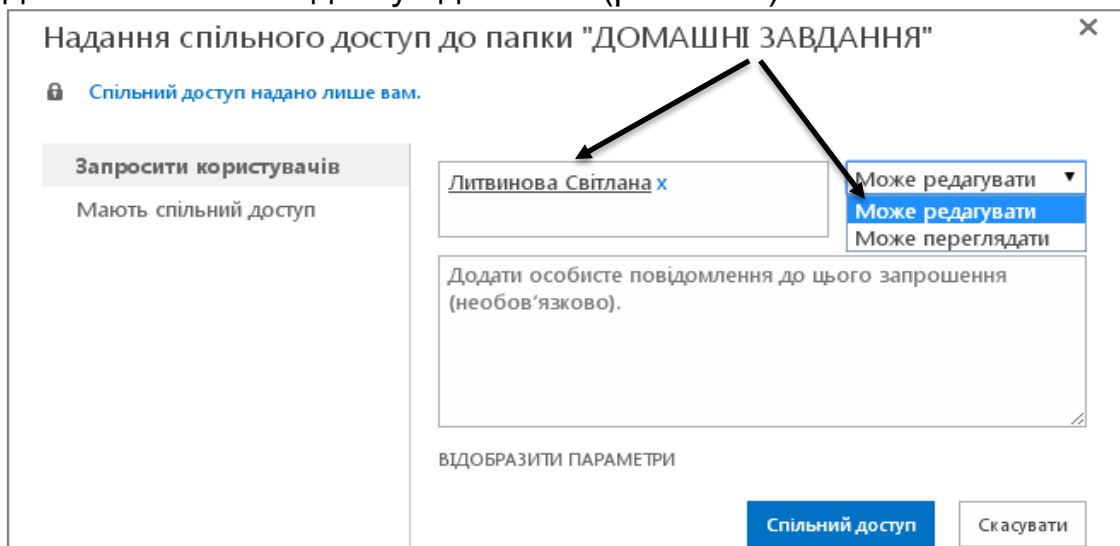 Надання спільного доступ до папки "ДОМАШНІ ЗАВДАННЯ"
Спільний доступ надано лише вам.
Запросити користувачів
Мають спільний доступ
Литвинова Світлана x
Може редагувати
Може редагувати
Може переглядати
Додати особисте повідомлення до цього запрошення
(необов’язково).
ВІДОБРАЗИТИ ПАРАМЕТРИ
Спільний доступ
Скасувати